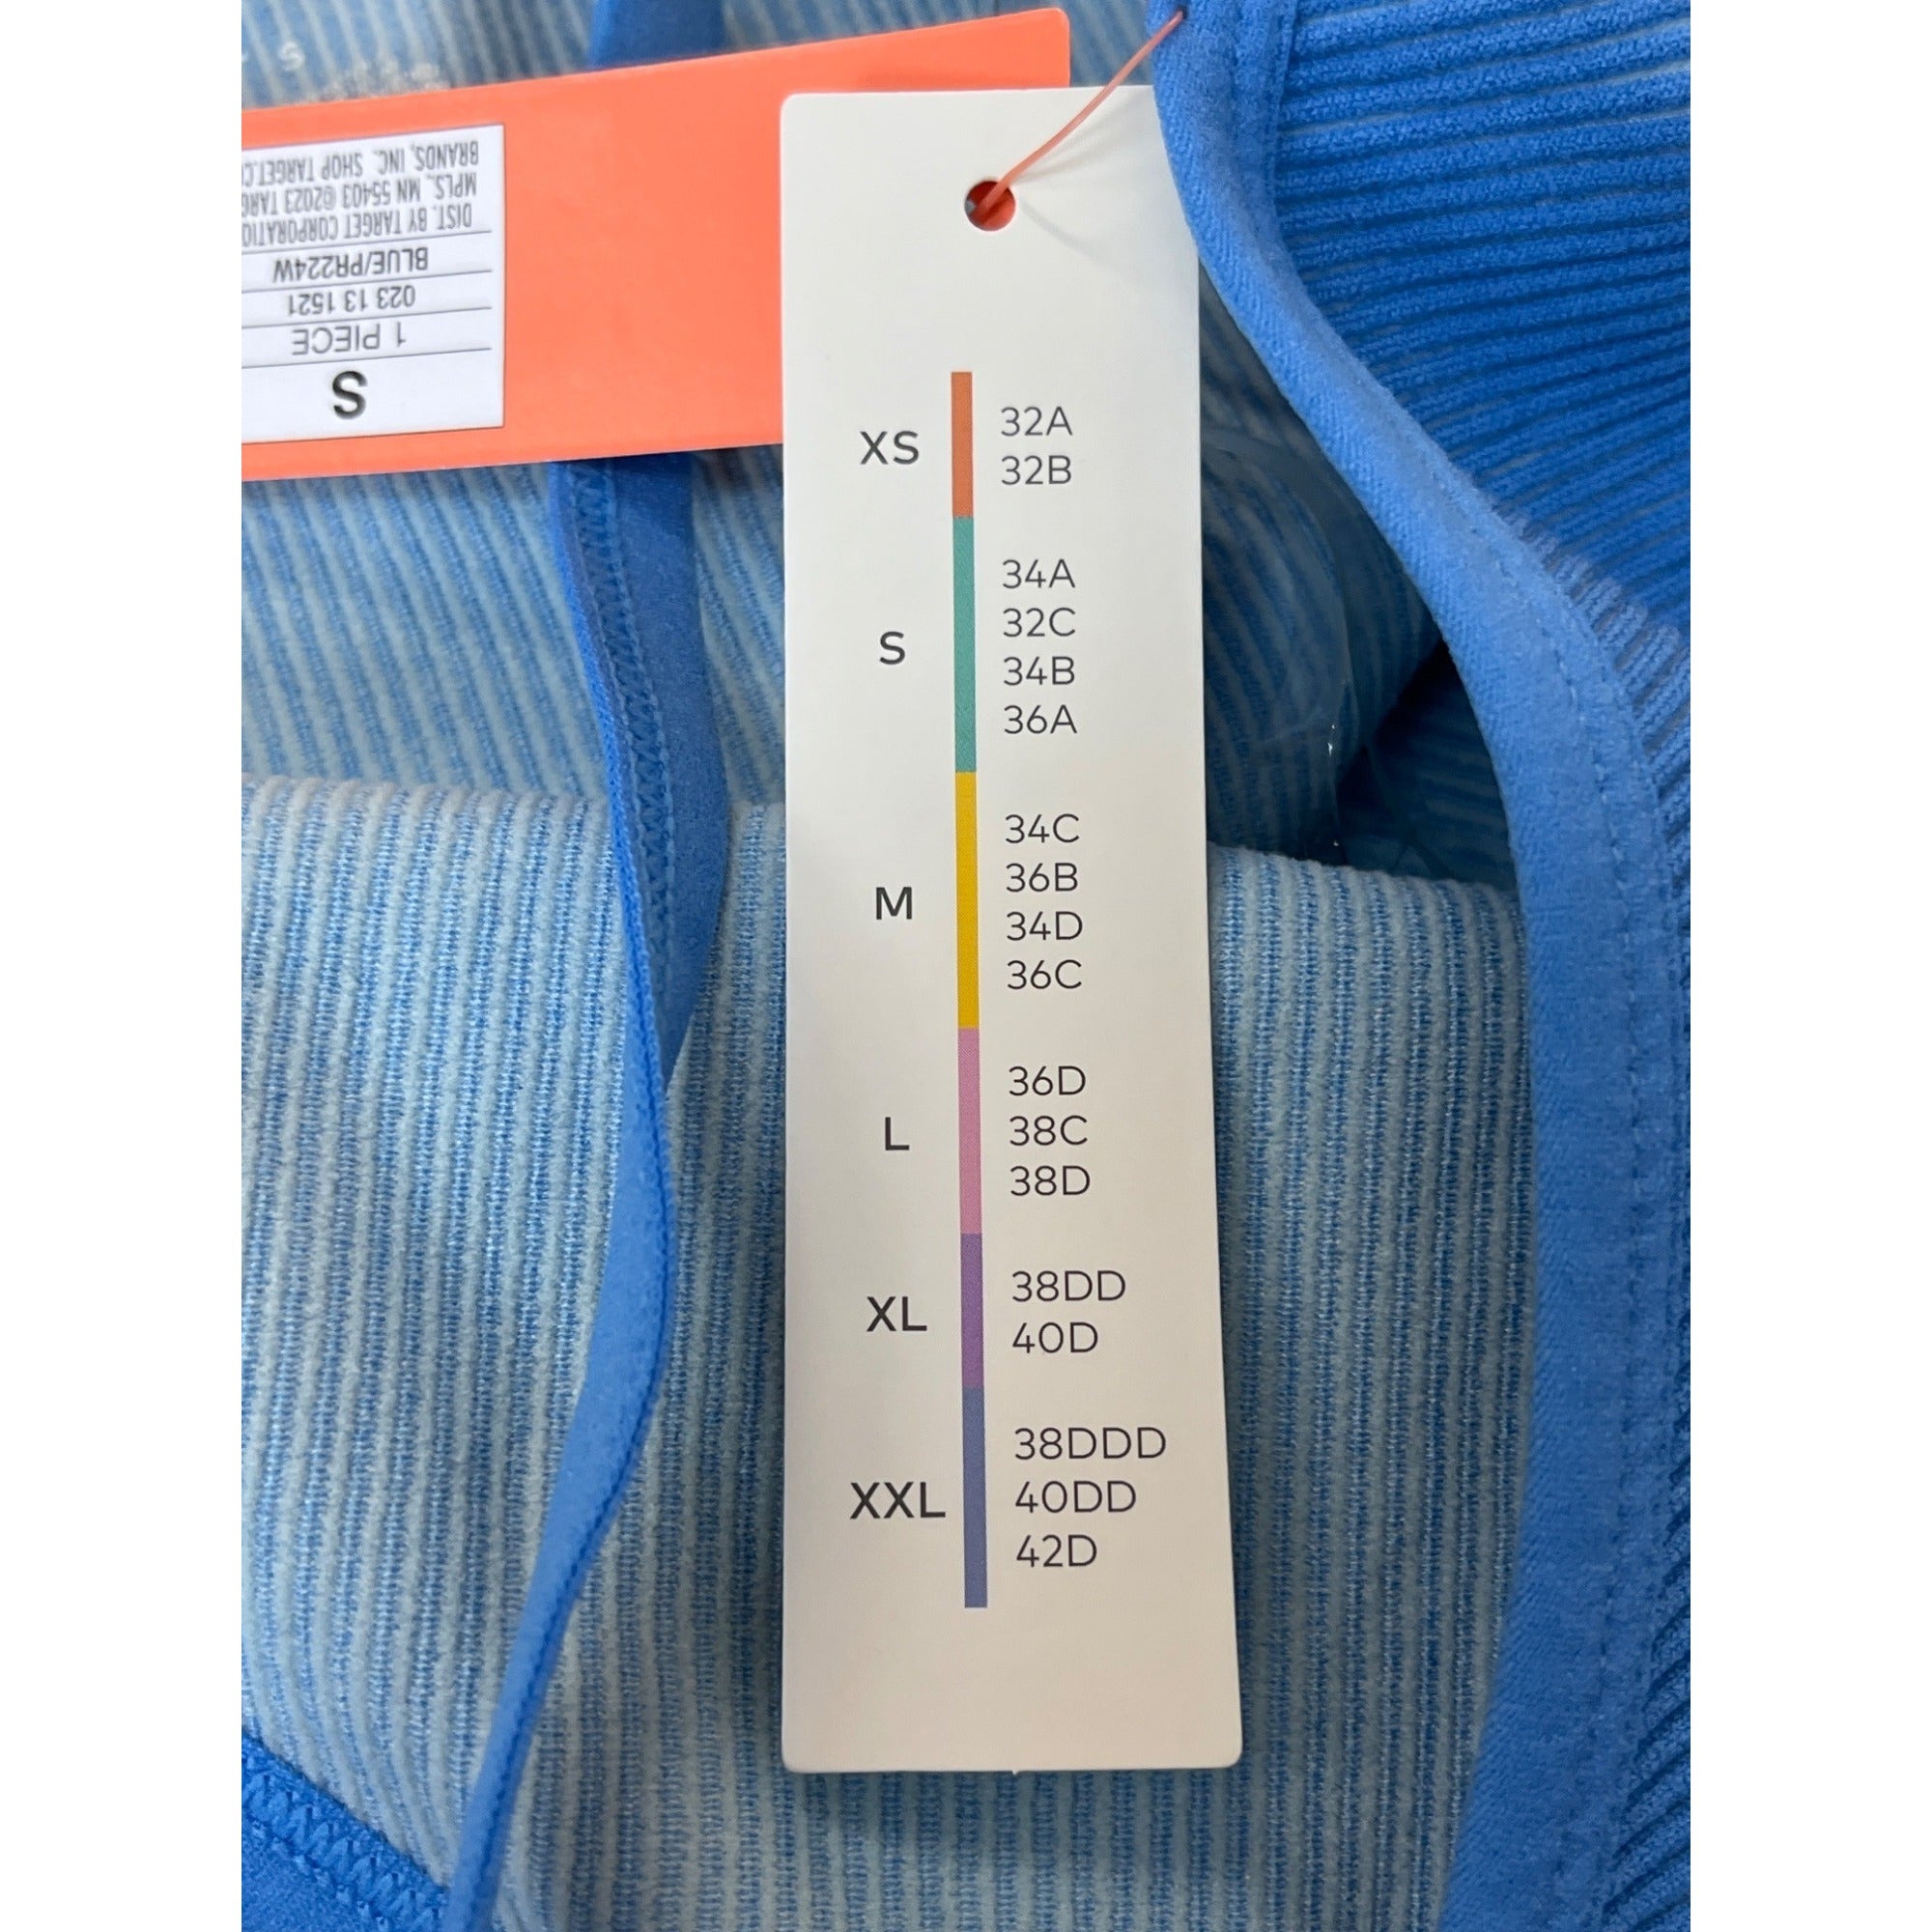 S
1 PIECE
023 13 1521
BLUE/PR224W
DIST. BY TARGET CORPORATIO
MPLS., MN 55403 ©2023 TARG
BRANDS, INC. SHOP TARGET.C
XS
32A
32B
S
34A
32C
34B
36A
M
34C
36B
34D
36C
L
36D
38C
38D
XL
38DD
40D
XXL
38DDD
40DD
42D
S